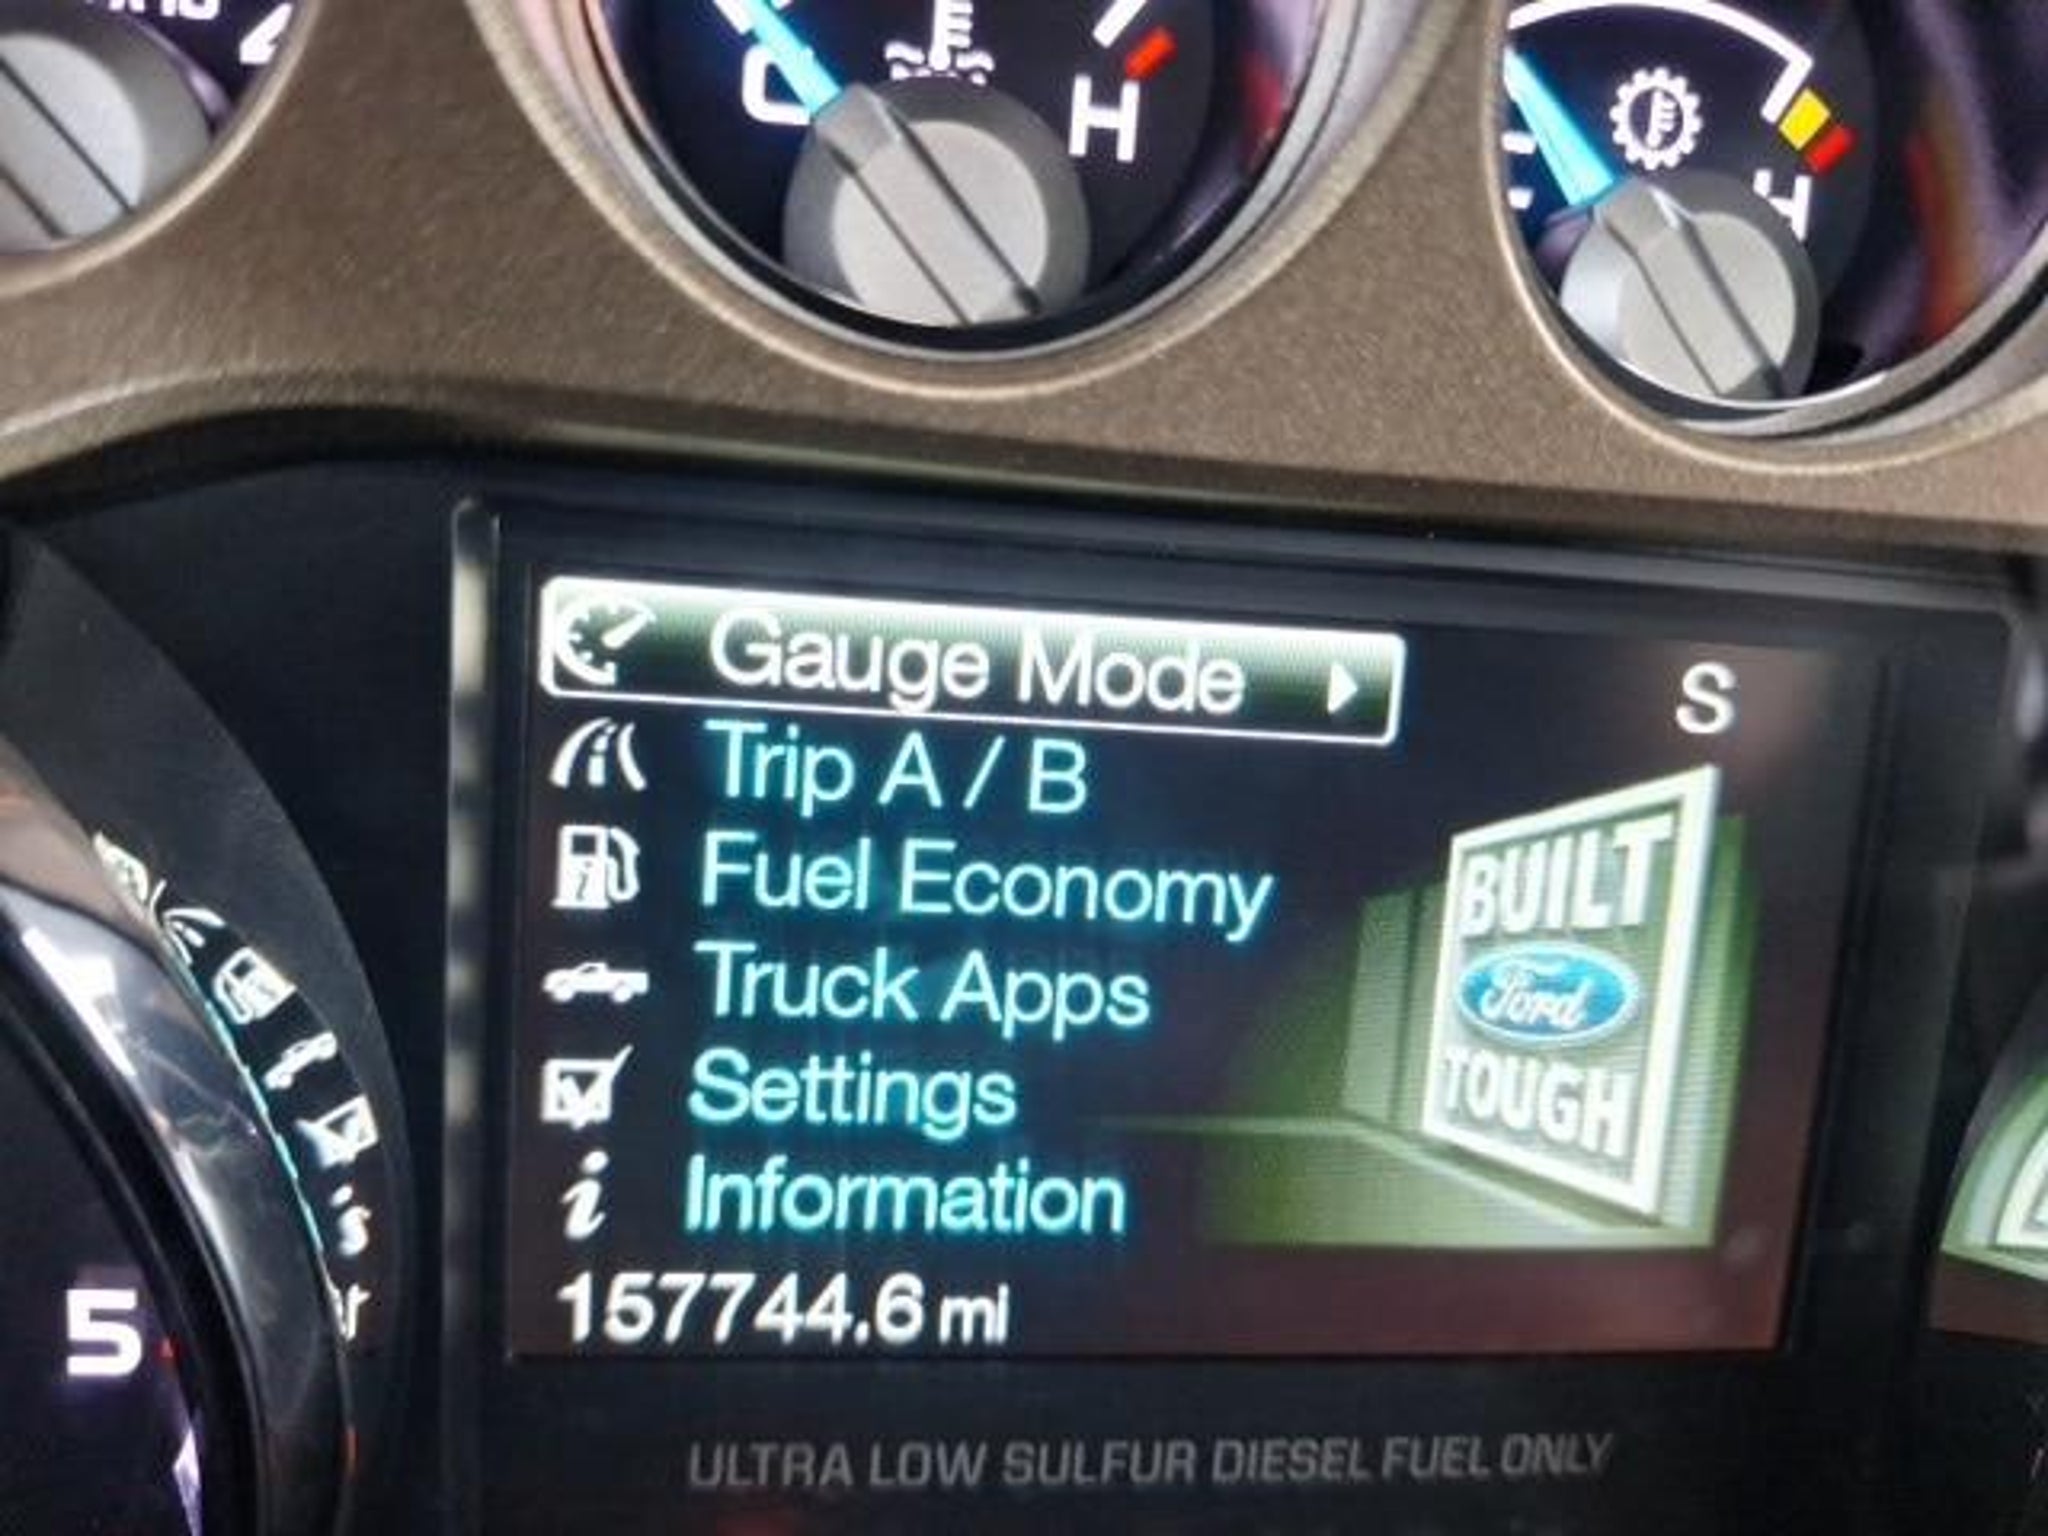 C
H
H
Gauge Mode
S
Trip A / B
Fuel Economy
Truck Apps
Settings
Information
157744.6 mi
BUILT
Ford
TOUGH
5
ULTRA LOW SULFUR DIESEL FUEL ONLY